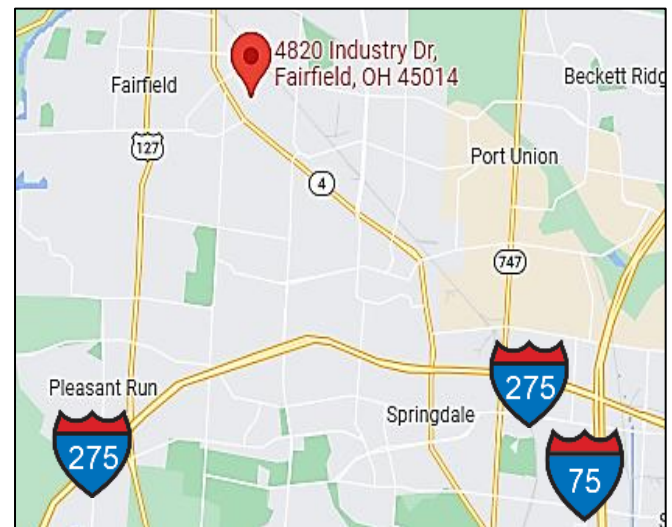 4820 Industry Dr,
Fairfield, OH 45014
Fairfield
Beckett Ridg
127
Port Union
4
747
275
Pleasant Run
Springdale
275
75